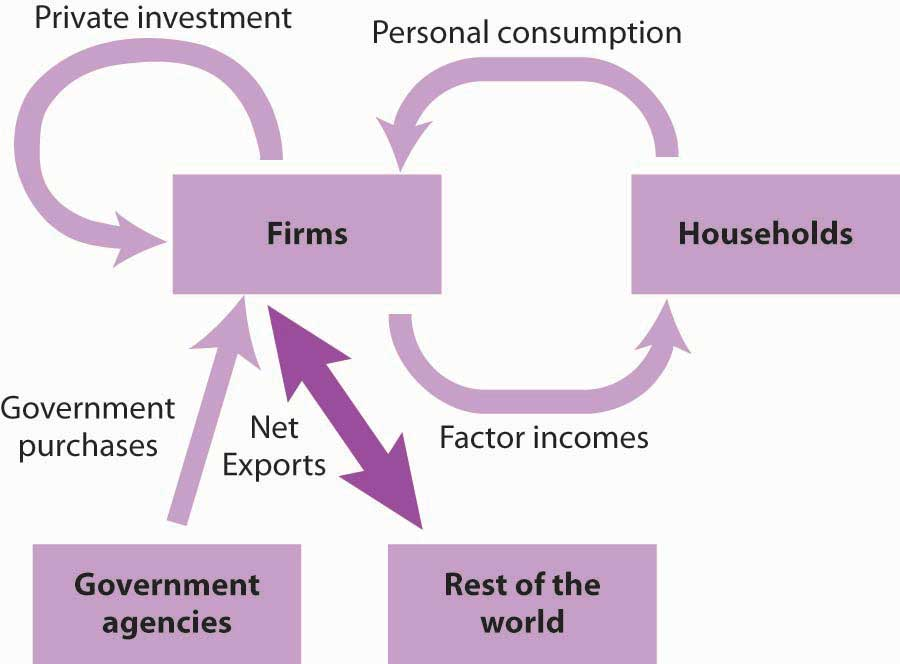 Private investment
Personal consumption
Firms
Households
Government
purchases
Net
Exports
Factor incomes
Government
agencies
Rest of the
world